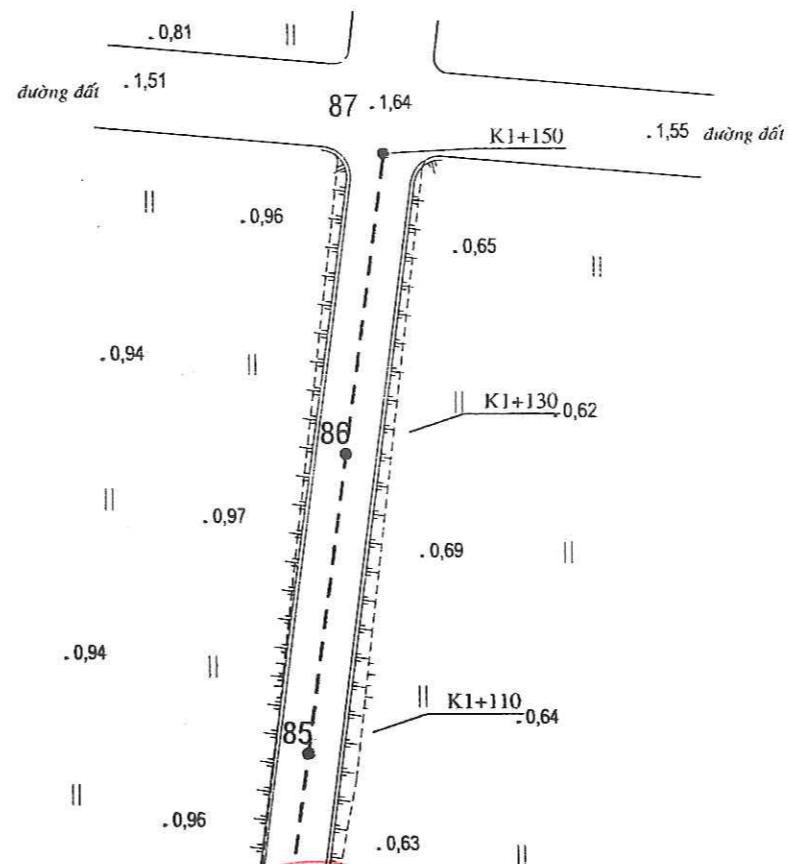 .0,81
đường đất .1,51
87 .1,64
K1+150
.1,55 đường đất
.0,96
.0,65
.0,94
K1+130
.0,62
86
.0,97
.0,69
.0,94
K1+110
.0,64
85
.0,96
.0,63